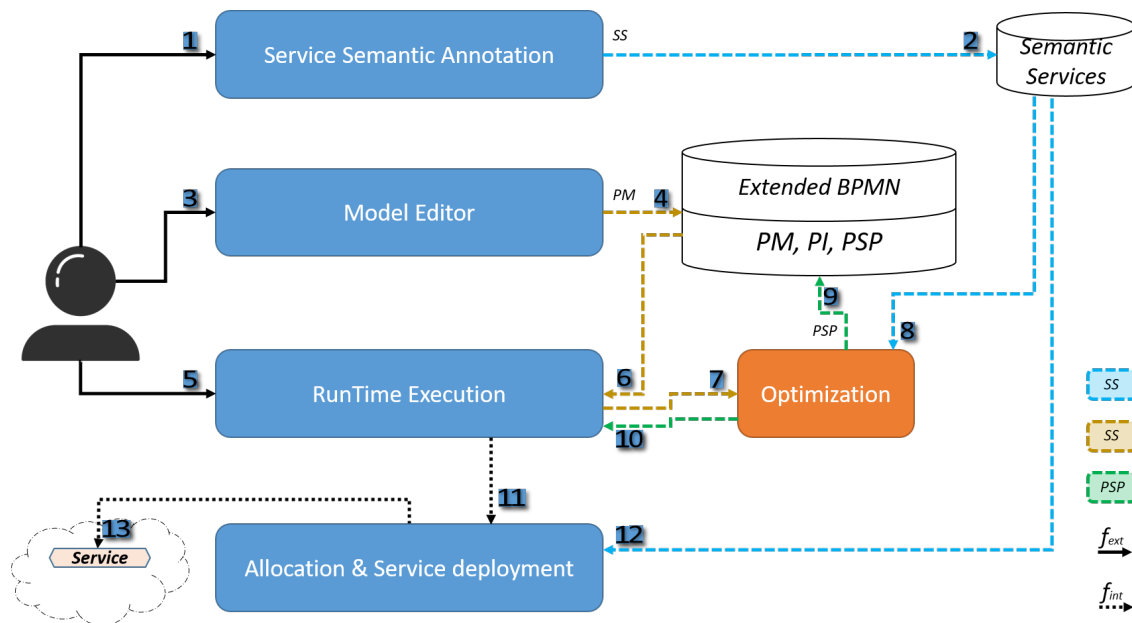 1
Service Semantic Annotation
SS
2
Semantic
Services
3
Model Editor
PM
4
Extended BPMN
PM, PI, PSP
9
PSP
8
5
RunTime Execution
6
7
Optimization
10
SS
SS
PSP
11
12
13
Service
Allocation & Service deployment
fext
fint